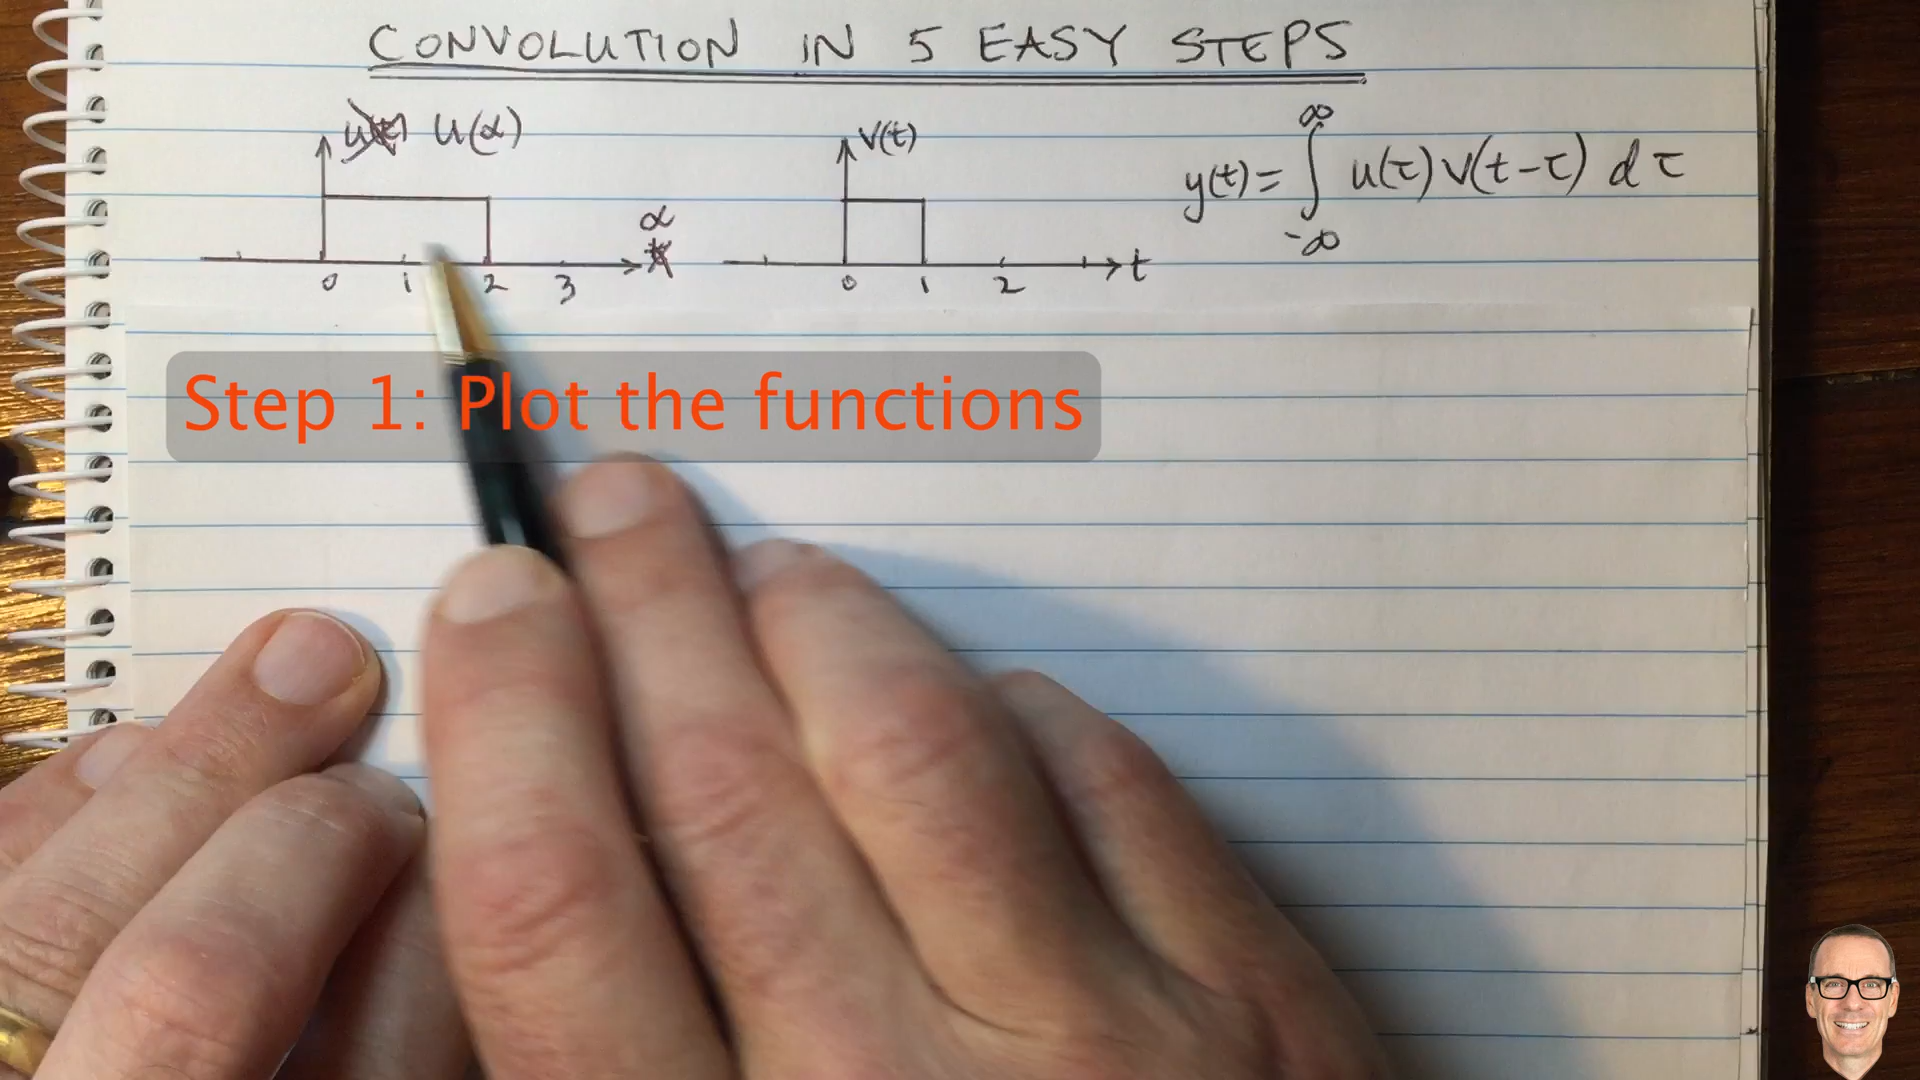 CONVOLUTION IN 5 EASY STEPS
u(t) u(α)
α
t
0 1 2 3
v(t)
t
0 1 2
y(t) = ∫ u(τ) v(t-τ) dτ
∞
-∞
Step 1: Plot the functions